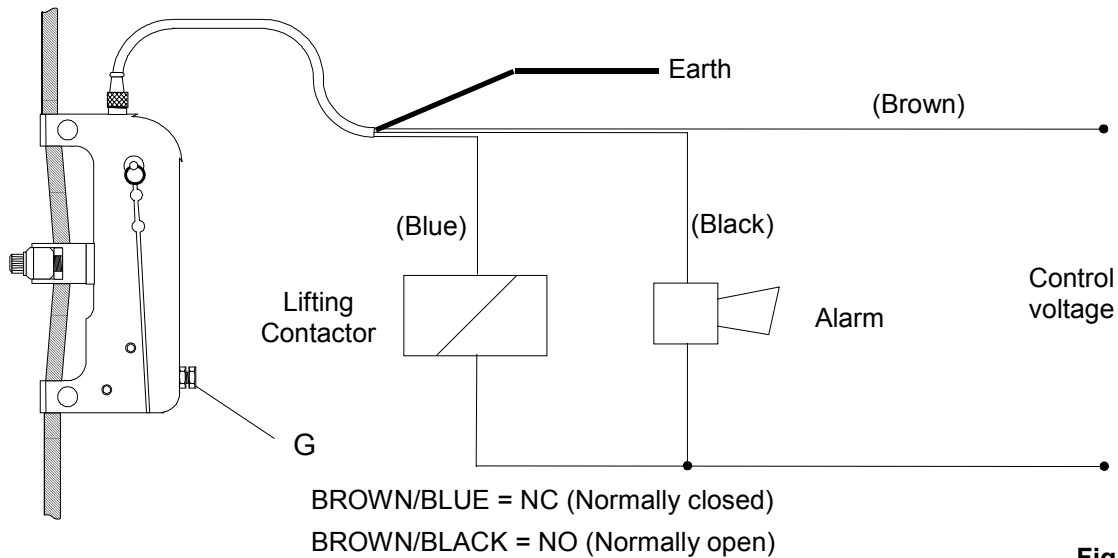 Earth
(Brown)
(Blue)
(Black)
Control
voltage
Lifting
Contactor
Alarm
G
BROWN/BLUE = NC (Normally closed)
BROWN/BLACK = NO (Normally open)
Fig